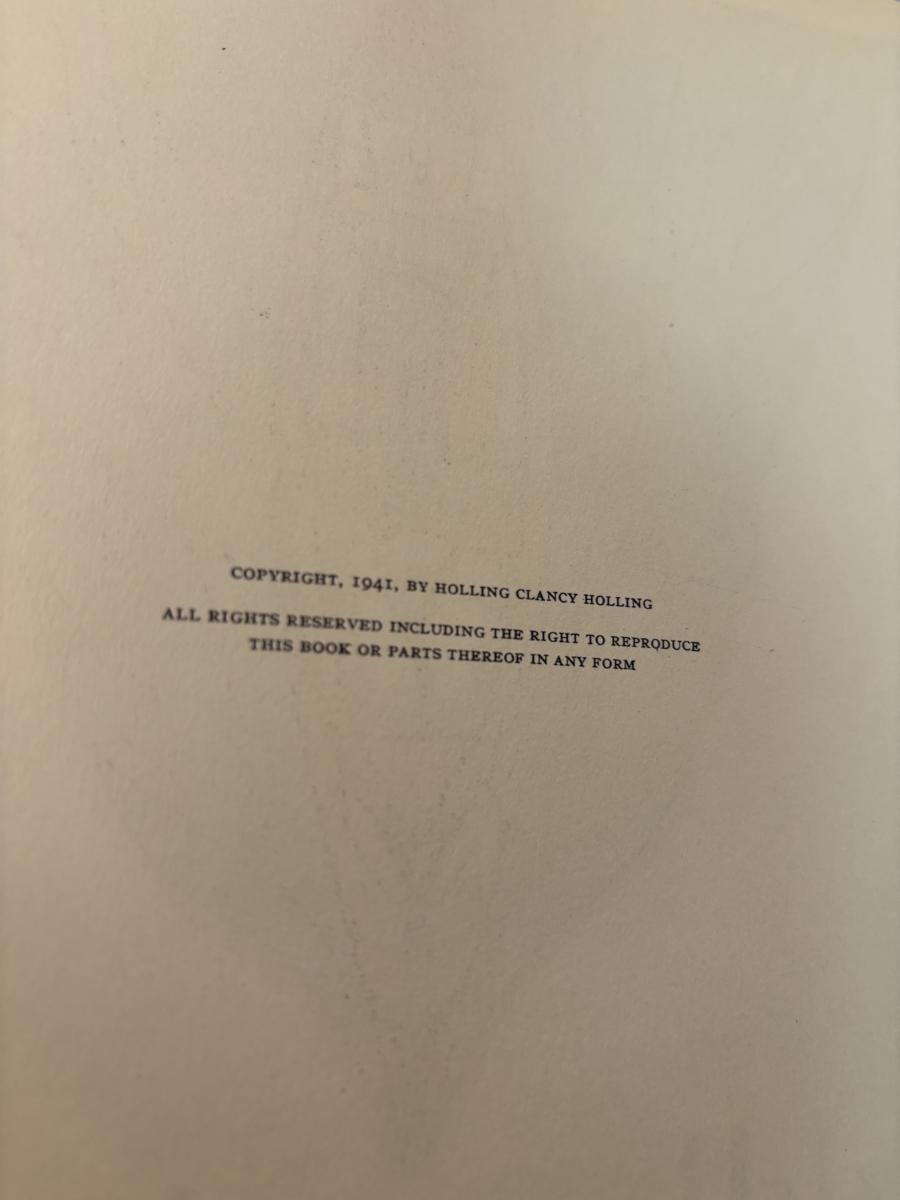 COPYRIGHT, 1941, BY HOLLING CLANCY HOLLING
ALL RIGHTS RESERVED INCLUDING THE RIGHT TO REPRODUCE
THIS BOOK OR PARTS THEREOF IN ANY FORM